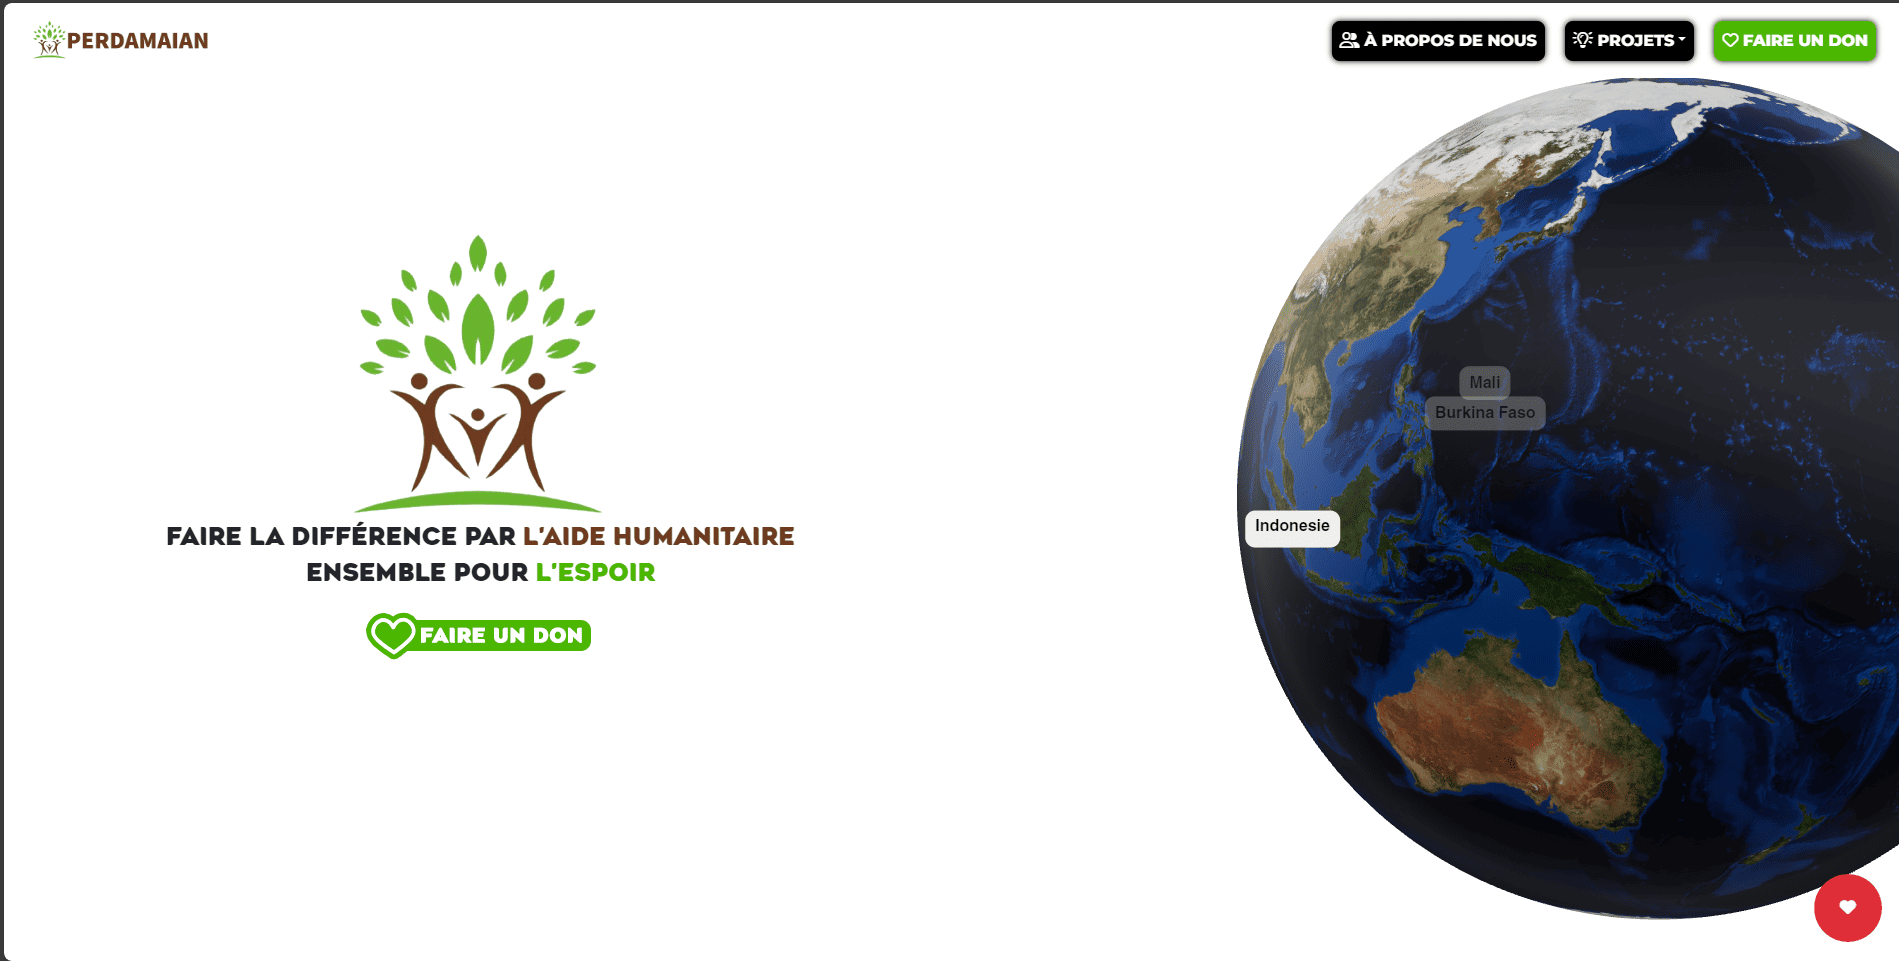 PERDAMAIAN
À PROPOS DE NOUS
PROJETS
FAIRE UN DON
Mali
Burkina Faso
Indonesie
FAIRE LA DIFFÉRENCE PAR L'AIDE HUMANITAIRE
ENSEMBLE POUR L'ESPOIR
FAIRE UN DON